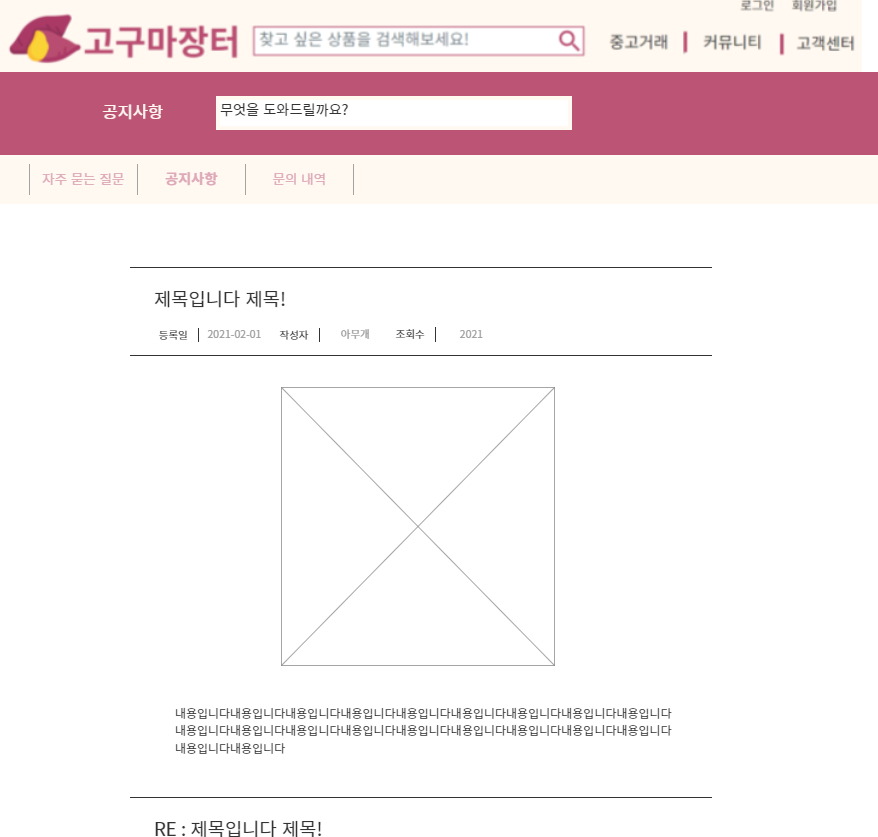 로그인 회원가입
고구마장터 찾고 싶은 상품을 검색해보세요! 중고거래 커뮤니티 고객센터
공지사항 무엇을 도와드릴까요?
자주 묻는 질문 공지사항 문의 내역
제목입니다 제목!
등록일 2021-02-01 작성자 아무개 조회수 2021
내용입니다내용입니다내용입니다내용입니다내용입니다내용입니다내용입니다내용입니다내용입니다
내용입니다내용입니다내용입니다내용입니다내용입니다내용입니다내용입니다내용입니다내용입니다
내용입니다내용입니다
RE : 제목입니다 제목!